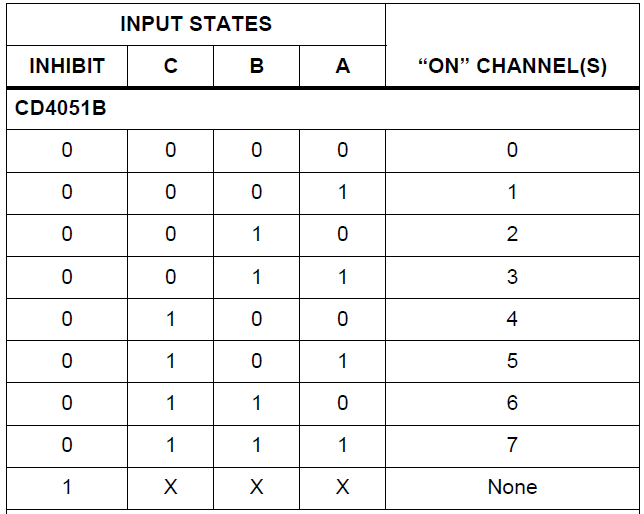 INPUT STATES
INHIBIT C B A “ON” CHANNEL(S)
CD4051B
0 0 0 0 0
0 0 0 1 1
0 0 1 0 2
0 0 1 1 3
0 1 0 0 4
0 1 0 1 5
0 1 1 0 6
0 1 1 1 7
1 X X X None